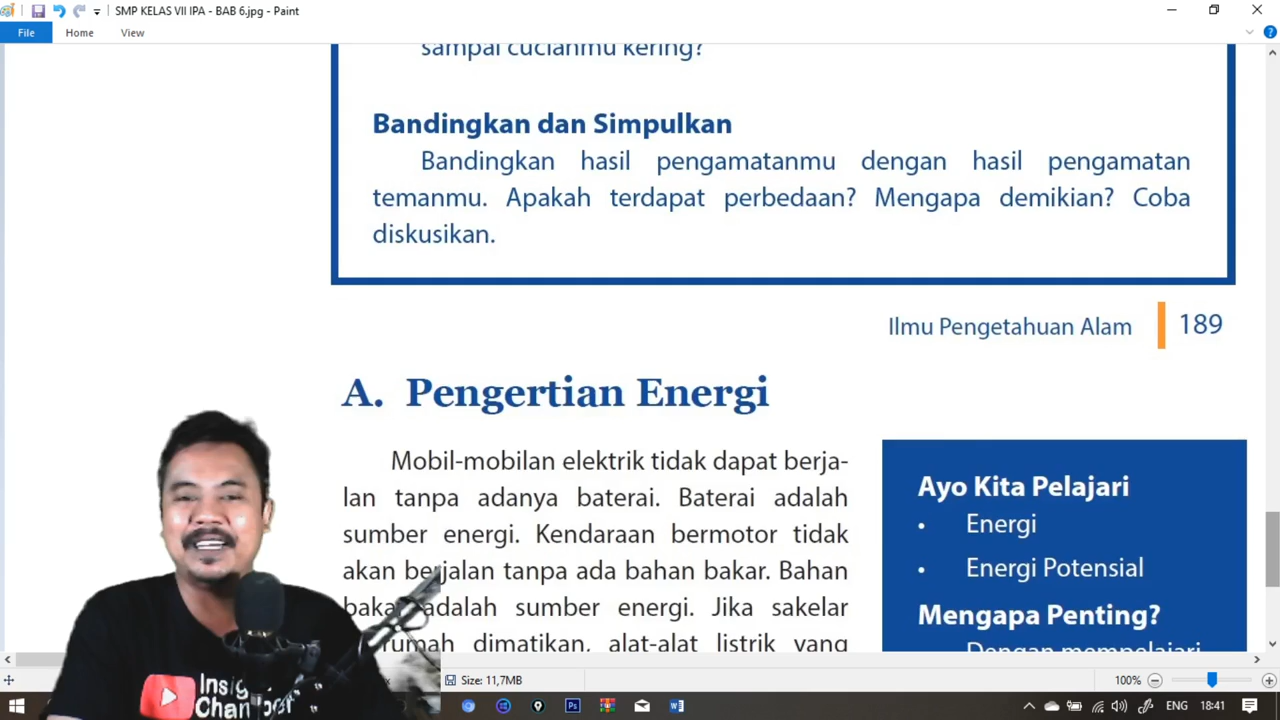 SMP KELAS VII IPA - BAB 6.jpg - Paint
File Home View
sampai cucianmu kering?
Bandingkan dan Simpulkan
Bandingkan hasil pengamatanmu dengan hasil pengamatan
temanmu. Apakah terdapat perbedaan? Mengapa demikian? Coba
diskusikan.
Ilmu Pengetahuan Alam 189
A. Pengertian Energi
Mobil-mobilan elektrik tidak dapat berja-
lan tanpa adanya baterai. Baterai adalah
sumber energi. Kendaraan bermotor tidak
akan berjalan tanpa ada bahan bakar. Bahan
adalah sumber energi. Jika sakelar
rumah dimatikan, alat-alat listrik yang
Ayo Kita Pelajari
• Energi
• Energi Potensial
Mengapa Penting?
Dengan mempelajari
Size: 11,7MB
100%
ENG 18:41